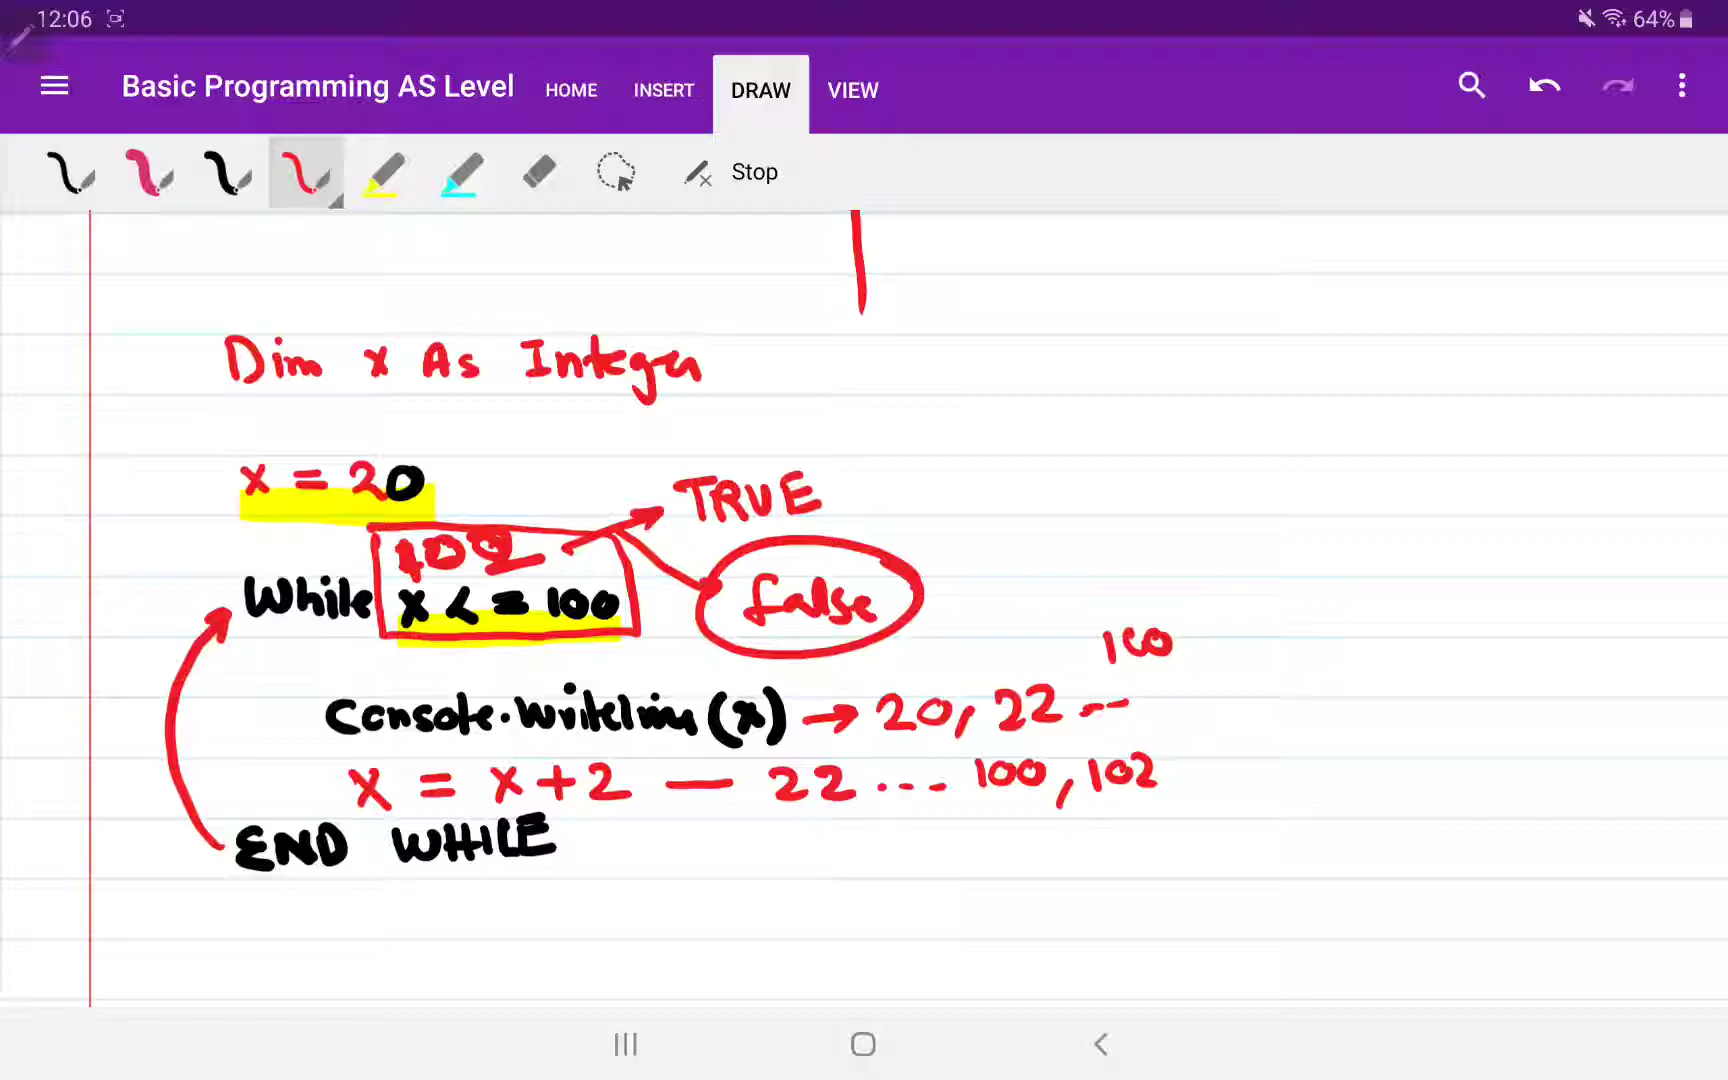 12:06 64%
Basic Programming AS Level HOME INSERT DRAW VIEW
Stop
Dim x As Integer
x = 20
TRUE
102
While x <= 100
false
100
Console.Writeline(x) → 20, 22 ...
x = x+2 — 22 ... 100, 102
END WHILE